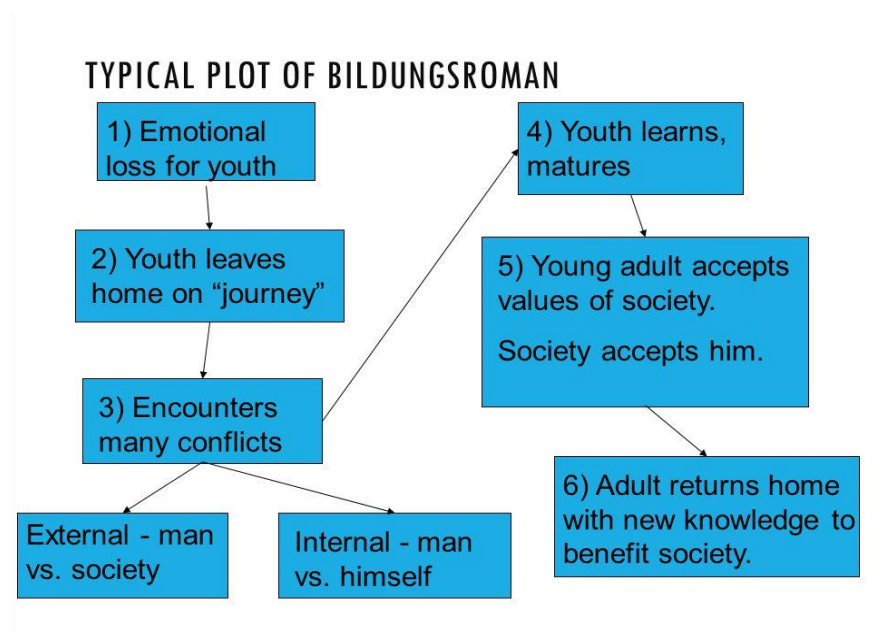 TYPICAL PLOT OF BILDUNGSROMAN
1) Emotional
loss for youth
2) Youth leaves
home on “journey”
3) Encounters
many conflicts
External - man
vs. society
Internal - man
vs. himself
4) Youth learns,
matures
5) Young adult accepts
values of society.
Society accepts him.
6) Adult returns home
with new knowledge to
benefit society.